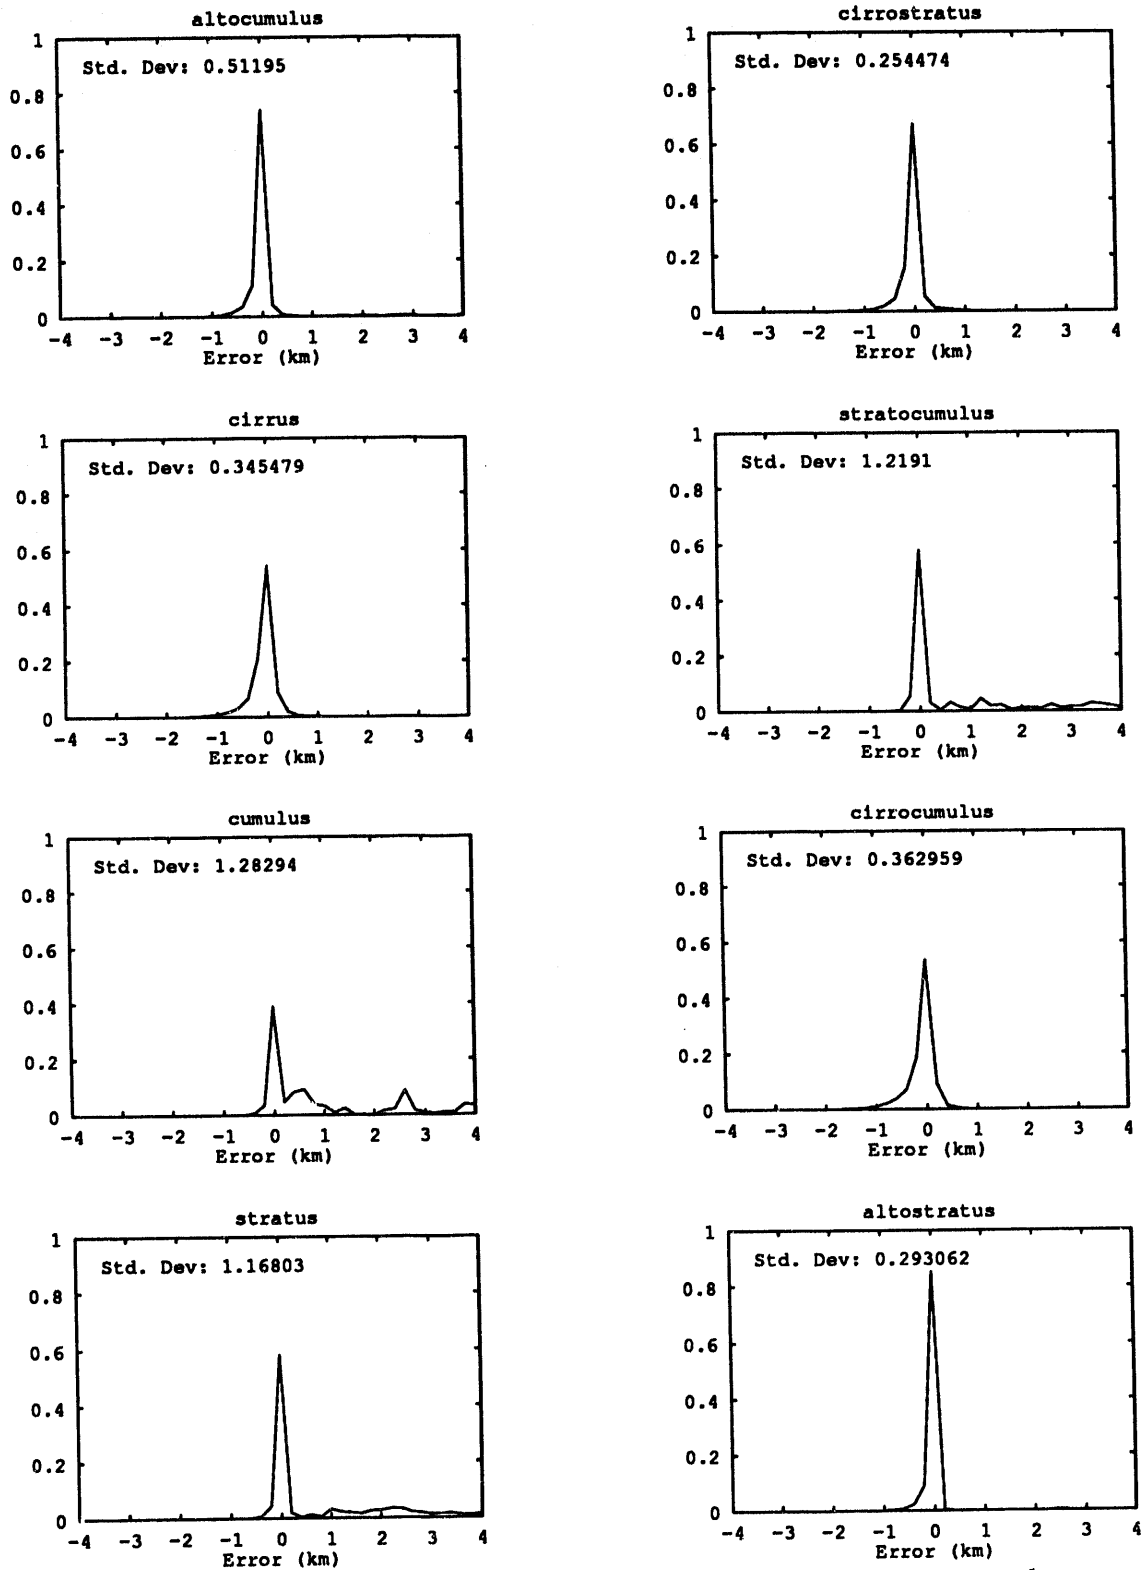 altocumulus
1
Std. Dev: 0.51195
0.8
0.6
0.4
0.2
0
-4 -3 -2 -1 0 1 2 3 4
Error (km)
cirrostratus
1
Std. Dev: 0.254474
0.8
0.6
0.4
0.2
0
-4 -3 -2 -1 0 1 2 3 4
Error (km)
cirrus
1
Std. Dev: 0.345479
0.8
0.6
0.4
0.2
0
-4 -3 -2 -1 0 1 2 3 4
Error (km)
stratocumulus
1
Std. Dev: 1.2191
0.8
0.6
0.4
0.2
0
-4 -3 -2 -1 0 1 2 3 4
Error (km)
cumulus
1
Std. Dev: 1.28294
0.8
0.6
0.4
0.2
0
-4 -3 -2 -1 0 1 2 3 4
Error (km)
cirrocumulus
1
Std. Dev: 0.362959
0.8
0.6
0.4
0.2
0
-4 -3 -2 -1 0 1 2 3 4
Error (km)
stratus
1
Std. Dev: 1.16803
0.8
0.6
0.4
0.2
0
-4 -3 -2 -1 0 1 2 3 4
Error (km)
altostratus
1
Std. Dev: 0.293062
0.8
0.6
0.4
0.2
0
-4 -3 -2 -1 0 1 2 3 4
Error (km)